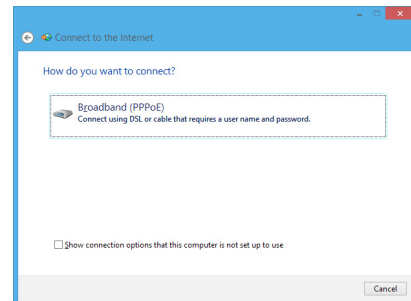 Connect to the Internet
How do you want to connect?
Broadband (PPPoE)
Connect using DSL or cable that requires a user name and password.
Show connection options that this computer is not set up to use
Cancel